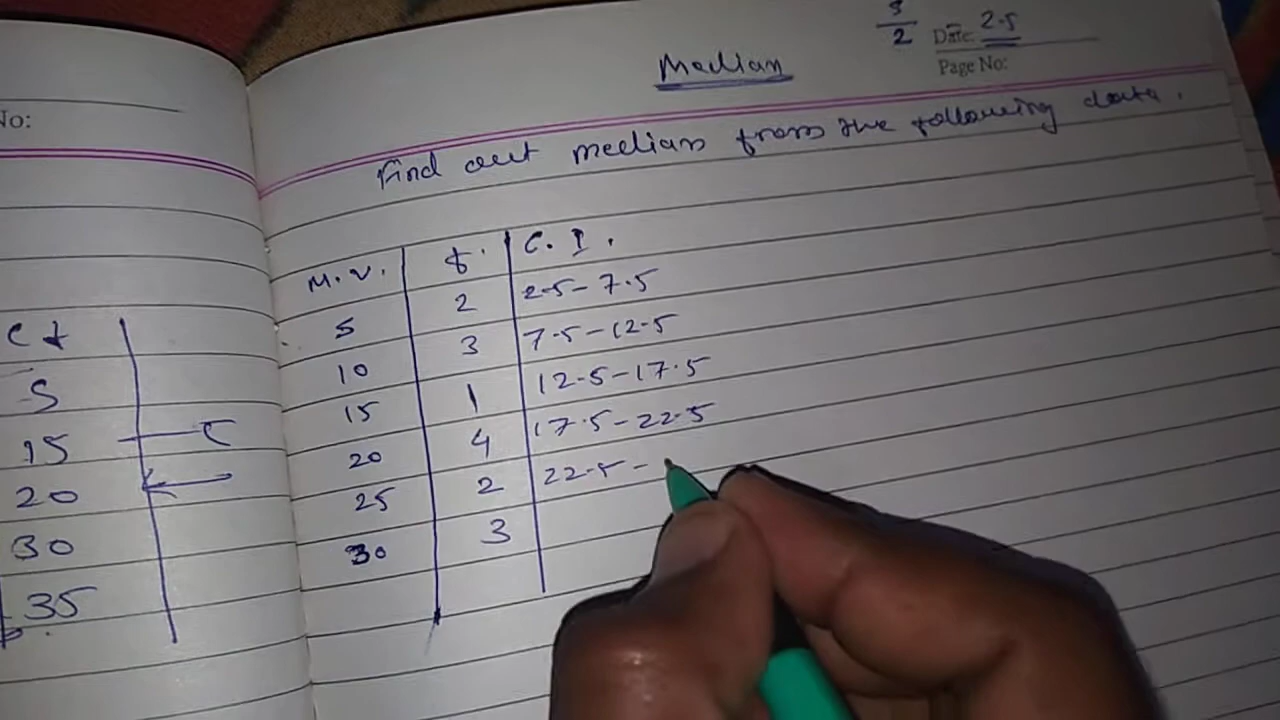 No:
C f
5
15
20
30
35
5
2
Date: 2.5
Page No:
Median
Find out median from the following data.
M.V. f. C.I.
5 2 2.5-7.5
10 3 7.5-12.5
15 1 12.5-17.5
20 4 17.5-22.5
25 2 22.5-
30 3